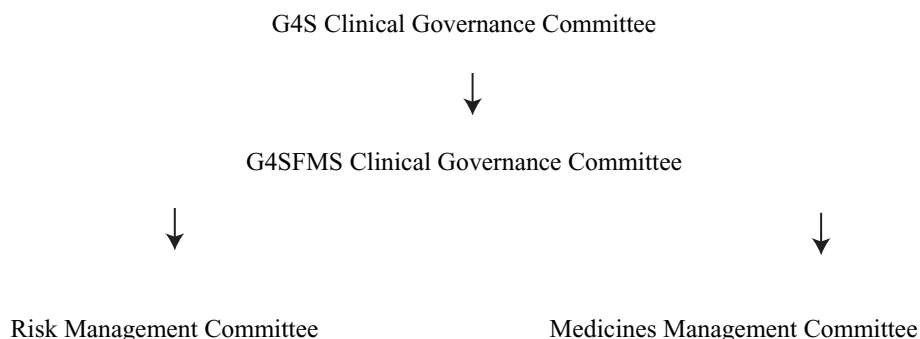 G4S Clinical Governance Committee
G4SFMS Clinical Governance Committee
Risk Management Committee
Medicines Management Committee